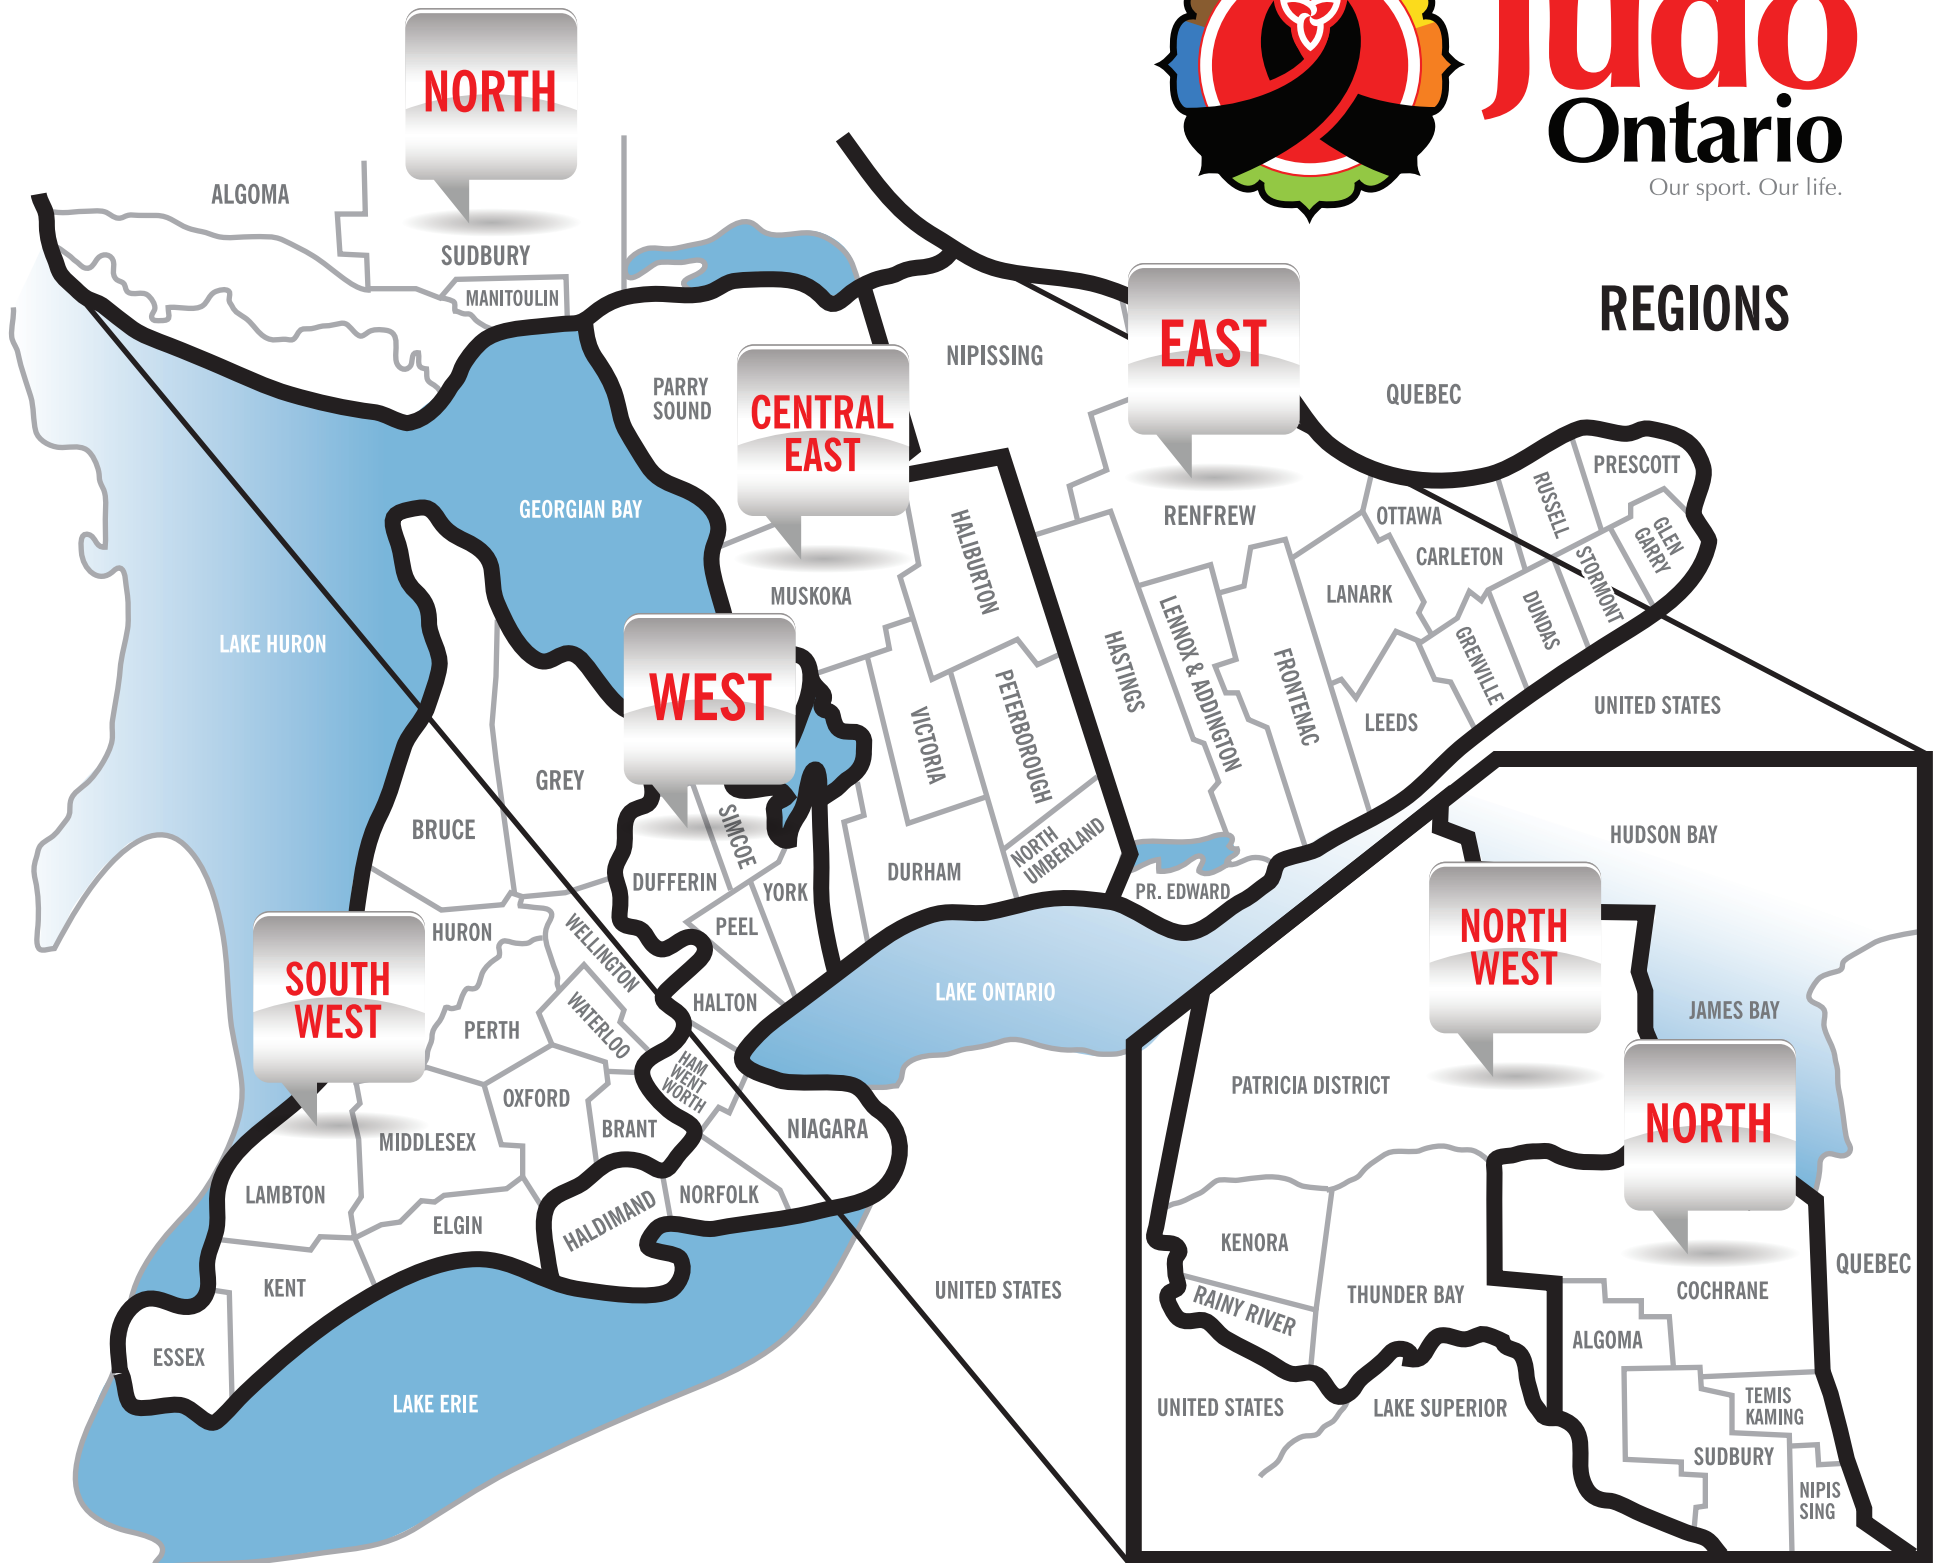 Judo
Ontario
Our sport. Our life.
REGIONS
NORTH
ALGOMA
SUDBURY
MANITOULIN
PARRY
SOUND
CENTRAL
EAST
NIPISSING
EAST
QUEBEC
PRESCOTT
RUSSELL
GLEN
GARRY
STORMONT
OTTAWA
CARLETON
RENFREW
DUNDAS
LANARK
GRENVILLE
LEEDS
FRONTENAC
LENNOX & ADDINGTON
HASTINGS
HALIBURTON
MUSKOKA
GEORGIAN BAY
LAKE HURON
WEST
VICTORIA
PETERBOROUGH
NORTH
UMBERLAND
DURHAM
PR. EDWARD
UNITED STATES
GREY
BRUCE
SIMCOE
DUFFERIN
YORK
PEEL
HURON
WELLINGTON
SOUTH
WEST
HALTON
LAKE ONTARIO
PERTH
WATERLOO
HAM
WENT
WORTH
OXFORD
BRANT
NIAGARA
MIDDLESEX
LAMBTON
ELGIN
HALDIMAND
NORFOLK
KENT
ESSEX
LAKE ERIE
UNITED STATES
HUDSON BAY
NORTH
WEST
JAMES BAY
PATRICIA DISTRICT
NORTH
KENORA
RAINY RIVER
THUNDER BAY
COCHRANE
QUEBEC
ALGOMA
UNITED STATES
LAKE SUPERIOR
TEMIS
KAMING
SUDBURY
NIPIS
SING